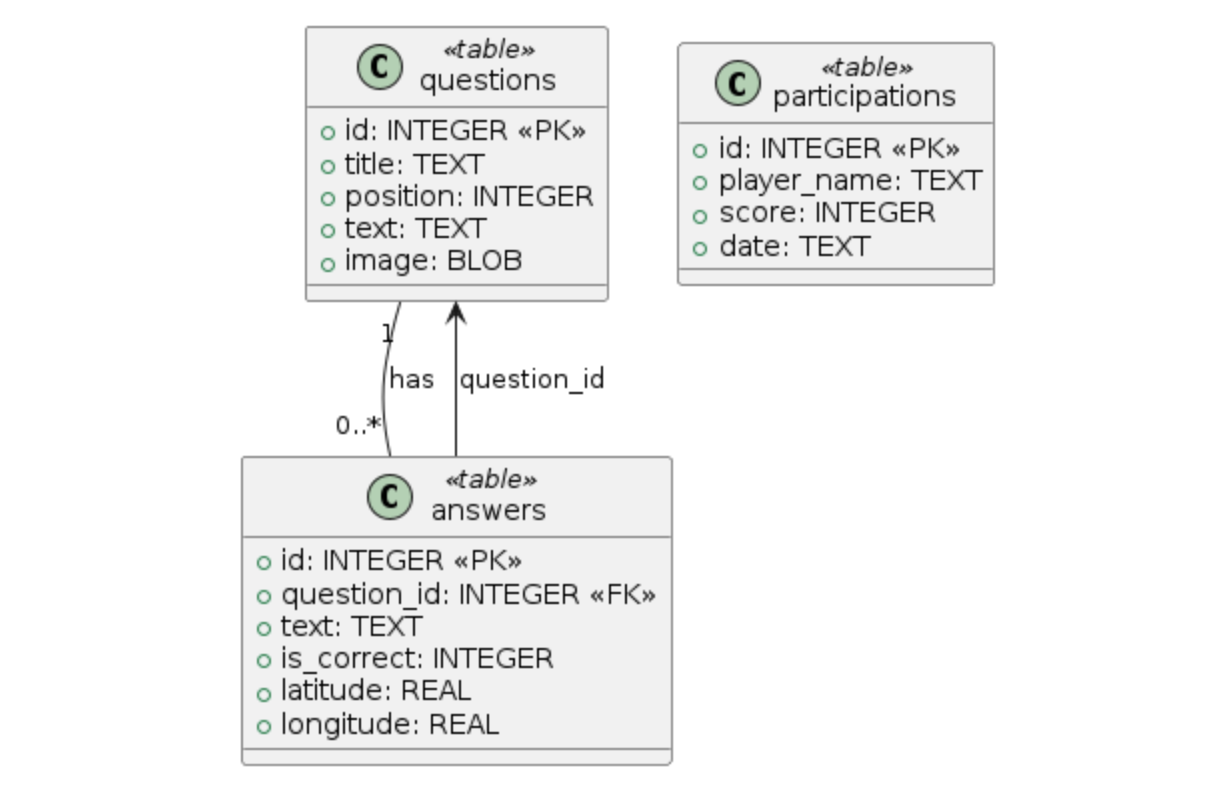 C
«table»
questions
id: INTEGER «PK»
title: TEXT
position: INTEGER
text: TEXT
image: BLOB
C
«table»
participations
id: INTEGER «PK»
player_name: TEXT
score: INTEGER
date: TEXT
1
has
question_id
0..*
C
«table»
answers
id: INTEGER «PK»
question_id: INTEGER «FK»
text: TEXT
is_correct: INTEGER
latitude: REAL
longitude: REAL